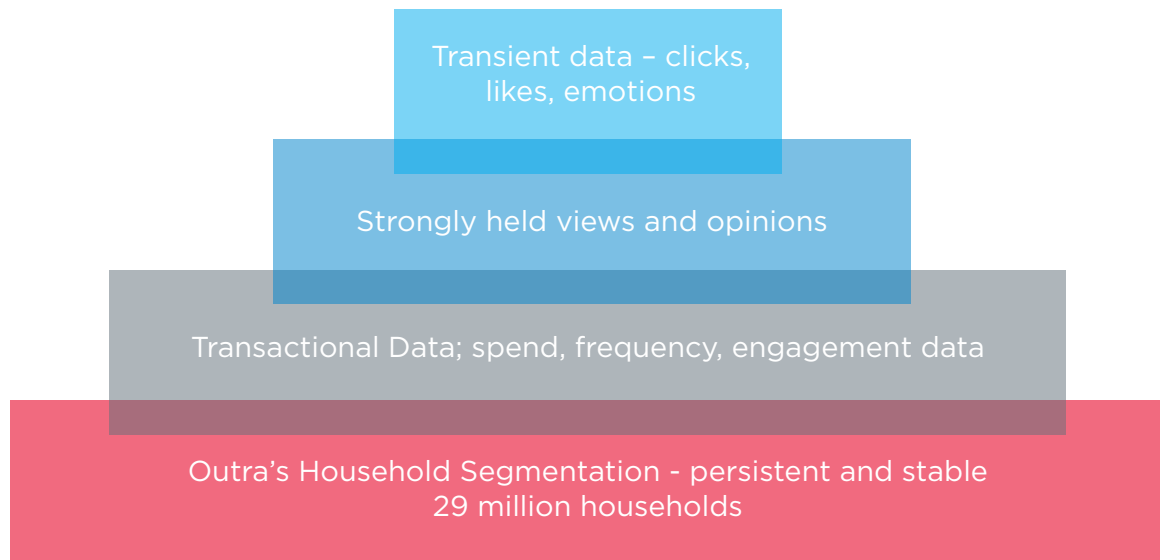 Transient data – clicks,
likes, emotions
Strongly held views and opinions
Transactional Data; spend, frequency, engagement data
Outra’s Household Segmentation - persistent and stable
29 million households